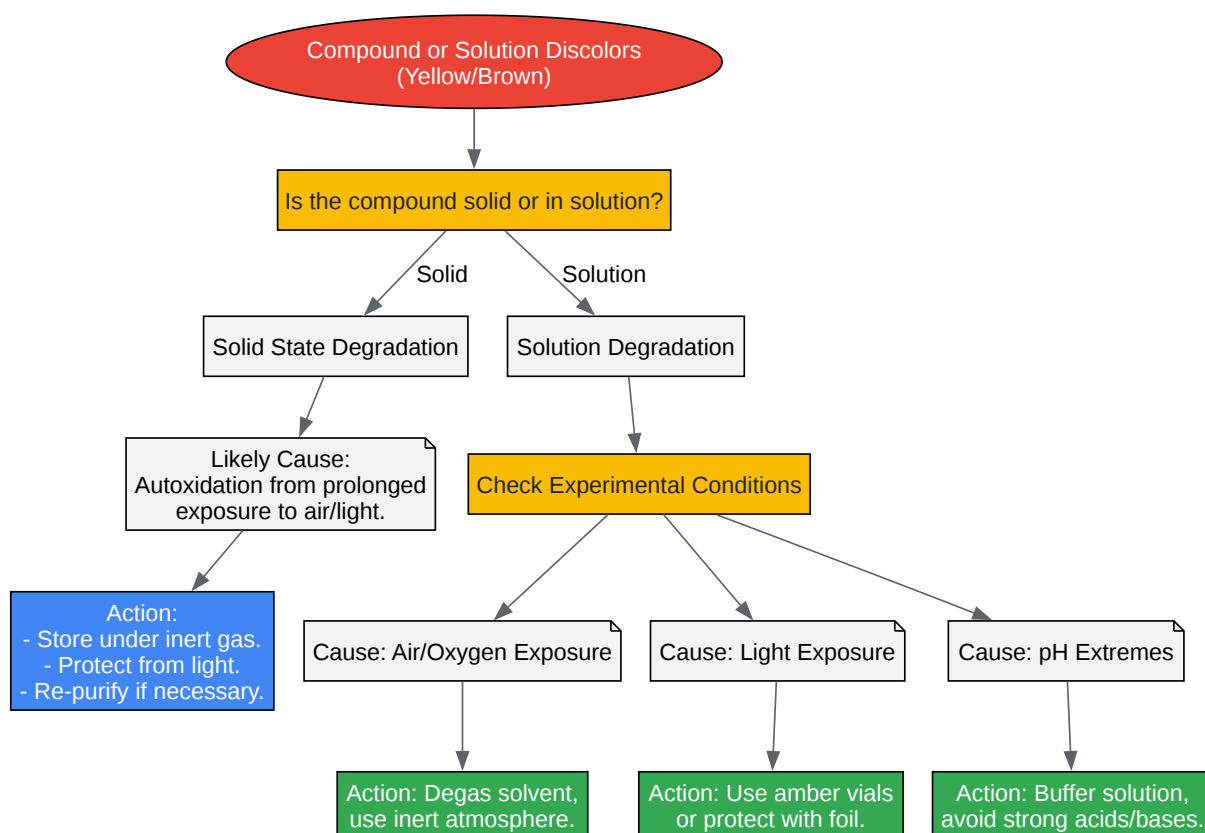 Compound or Solution Discolors
(Yellow/Brown)
Is the compound solid or in solution?
Solid
Solution
Solid State Degradation
Solution Degradation
Likely Cause:
Autoxidation from prolonged
exposure to air/light.
Check Experimental Conditions
Action:
- Store under inert gas.
- Protect from light.
- Re-purify if necessary.
Cause: Air/Oxygen Exposure
Cause: Light Exposure
Cause: pH Extremes
Action: Degas solvent,
use inert atmosphere.
Action: Use amber vials
or protect with foil.
Action: Buffer solution,
avoid strong acids/bases.